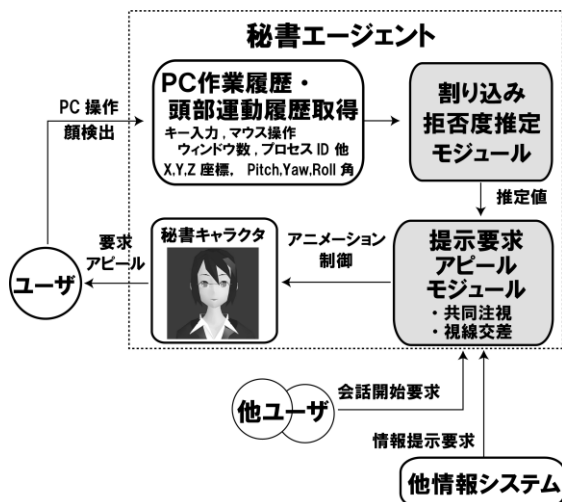 秘書エージェント
PC 操作
顔検出
PC作業履歴・
頭部運動履歴取得
キー入力 , マウス操作
ウィンドウ数 , プロセス ID 他
X,Y,Z 座標, Pitch,Yaw,Roll 角
割り込み
拒否度推定
モジュール
推定値
提示要求
アピール
モジュール
・共同注視
・視線交差
アニメーション
制御
秘書キャラクタ
要求
アピール
ユーザ
他ユーザ
会話開始要求
情報提示要求
他情報システム